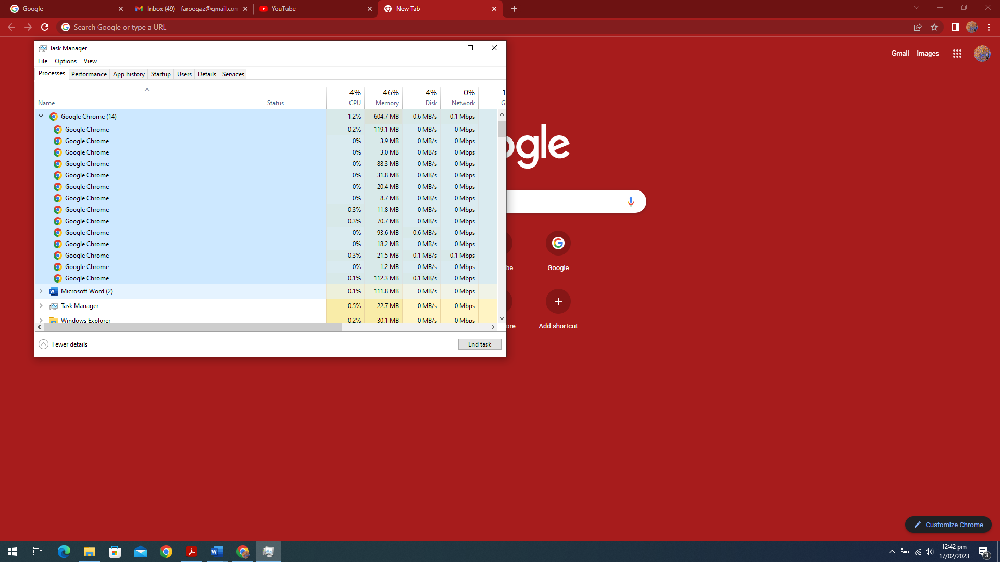 Google
Inbox (49) - farooqaz@gmail.com
YouTube
New Tab
Search Google or type a URL
Gmail
Images
Task Manager
File Options View
Processes Performance App history Startup Users Details Services
4% 46% 4% 0% 1
Name Status CPU Memory Disk Network
Google Chrome (14) 1.2% 604.7 MB 0.6 MB/s 0.1 Mbps
Google Chrome 0.2% 119.1 MB 0 MB/s 0 Mbps
Google Chrome 0% 3.9 MB 0 MB/s 0 Mbps
Google Chrome 0% 3.0 MB 0 MB/s 0 Mbps
Google Chrome 0% 88.3 MB 0 MB/s 0 Mbps
Google Chrome 0% 31.8 MB 0 MB/s 0 Mbps
Google Chrome 0% 20.4 MB 0 MB/s 0 Mbps
Google Chrome 0% 8.7 MB 0 MB/s 0 Mbps
Google Chrome 0.3% 11.8 MB 0 MB/s 0 Mbps
Google Chrome 0.3% 70.7 MB 0 MB/s 0 Mbps
Google Chrome 0% 93.6 MB 0.6 MB/s 0 Mbps
Google Chrome 0% 18.2 MB 0 MB/s 0 Mbps
Google Chrome 0.3% 21.5 MB 0.1 MB/s 0.1 Mbps
Google Chrome 0% 1.2 MB 0 MB/s 0 Mbps
Google Chrome 0.1% 112.3 MB 0.1 MB/s 0 Mbps
Microsoft Word (2) 0.1% 111.8 MB 0 MB/s 0 Mbps
Task Manager 0.5% 22.7 MB 0 MB/s 0 Mbps
Windows Explorer 0.2% 30.1 MB 0 MB/s 0 Mbps
Fewer details
End task
ogle
be
Google
ore
Add shortcut
Customize Chrome
12:42 pm
17/02/2023
3